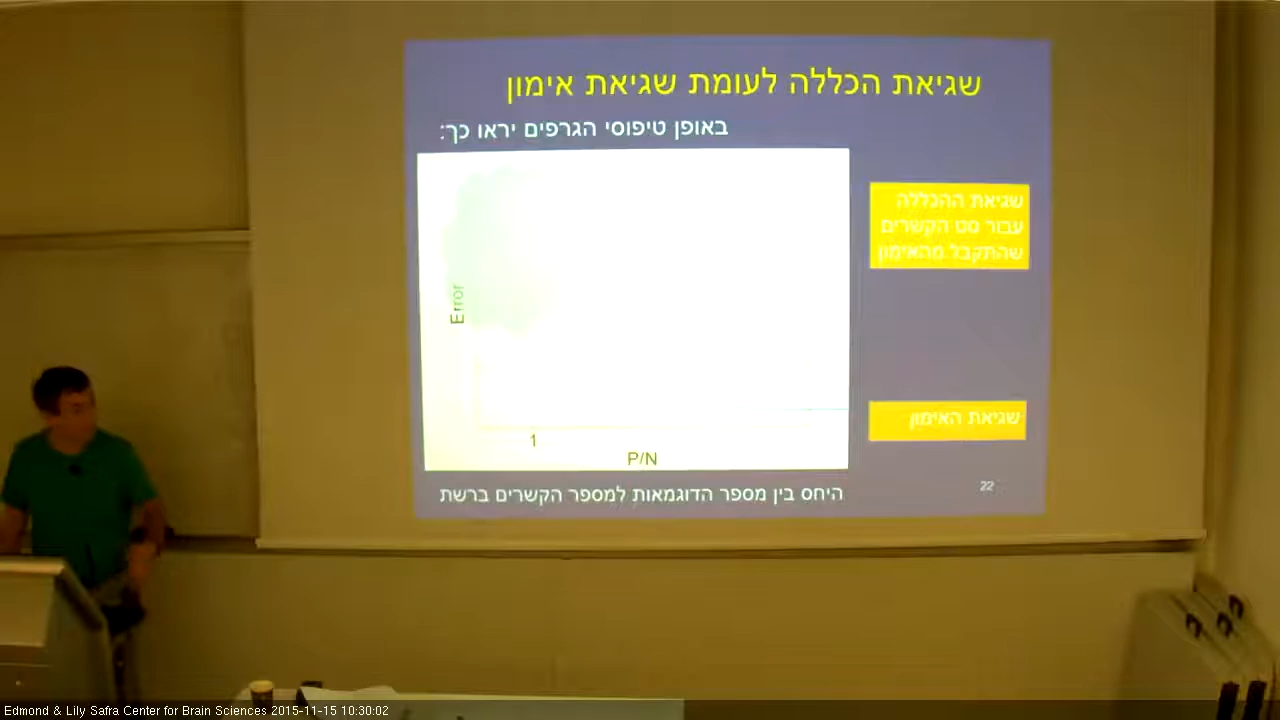 שגיאת הכללה לעומת שגיאת אימון
באופן טיפוסי הגרפים יראו כך:
שגיאת ההכללה
עבור סט הקשרים
שהתקבל מהאימון
Error
שגיאת האימון
1
P/N
היחס בין מספר הדוגמאות למספר הקשרים ברשת
22
Edmond & Lily Safra Center for Brain Sciences 2015-11-15 10:30:02